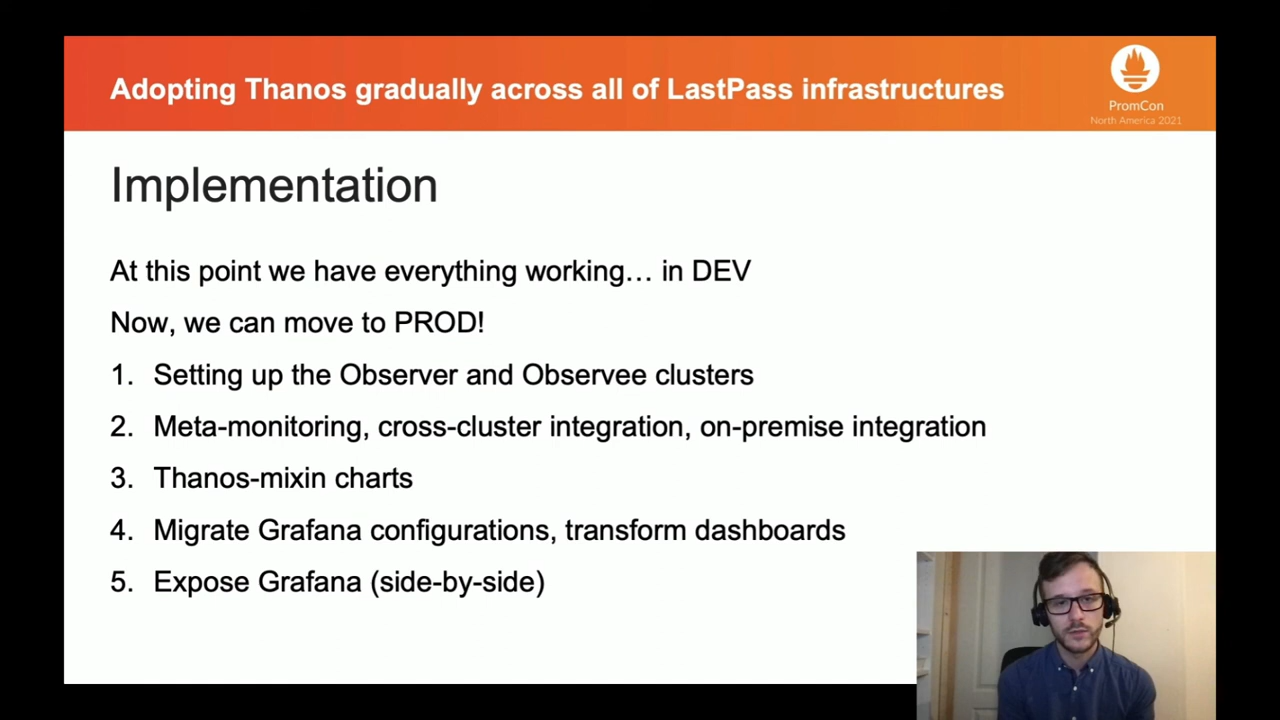 Adopting Thanos gradually across all of LastPass infrastructures
PromCon
North America 2021
Implementation
At this point we have everything working… in DEV
Now, we can move to PROD!
1. Setting up the Observer and Observee clusters
2. Meta-monitoring, cross-cluster integration, on-premise integration
3. Thanos-mixin charts
4. Migrate Grafana configurations, transform dashboards
5. Expose Grafana (side-by-side)